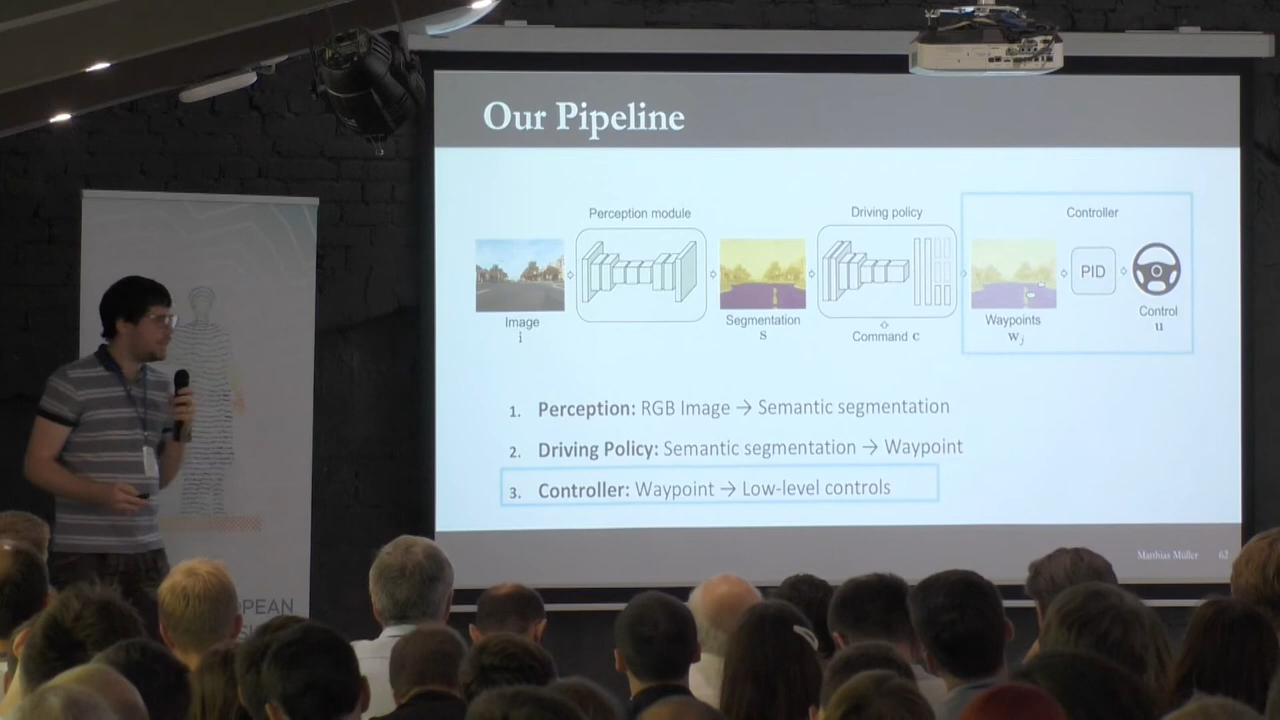 Our Pipeline
Perception module
Driving policy
Controller
PID
Image
i
Segmentation
s
Command c
Waypoints
wj
Control
u
1. Perception: RGB Image → Semantic segmentation
2. Driving Policy: Semantic segmentation → Waypoint
3. Controller: Waypoint → Low-level controls
Matthias Müller 62
OPEAN